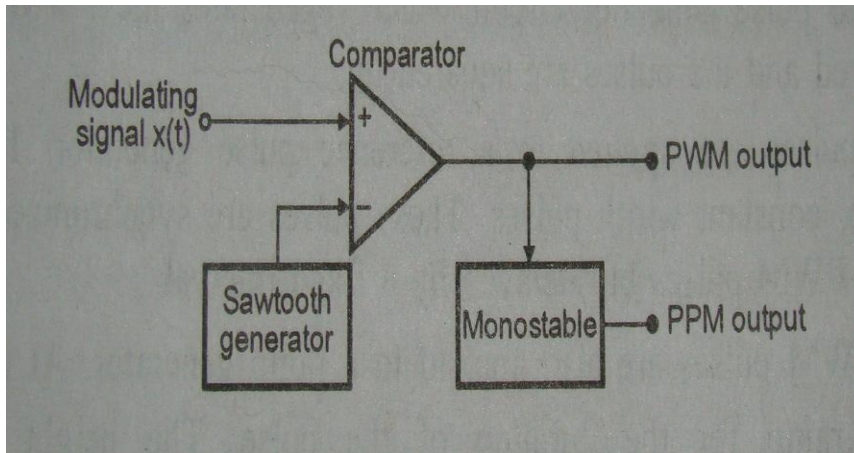 Comparator
Modulating
signal x(t)
+
PWM output
−
Sawtooth
generator
Monostable
PPM output